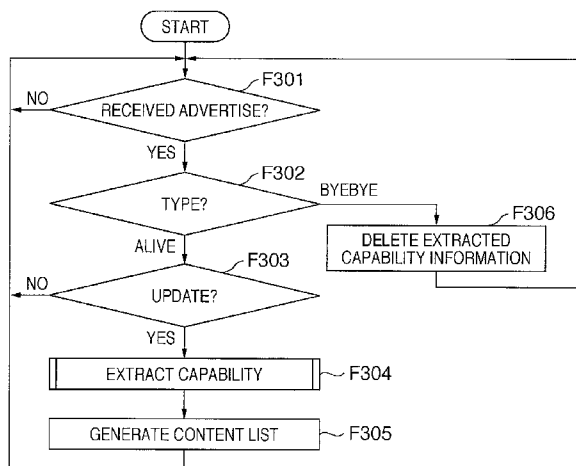 START
F301
NO
RECEIVED ADVERTISE?
YES
F302
BYEBYE
TYPE?
F306
DELETE EXTRACTED
CAPABILITY INFORMATION
ALIVE
F303
NO
UPDATE?
YES
EXTRACT CAPABILITY
F304
GENERATE CONTENT LIST
F305